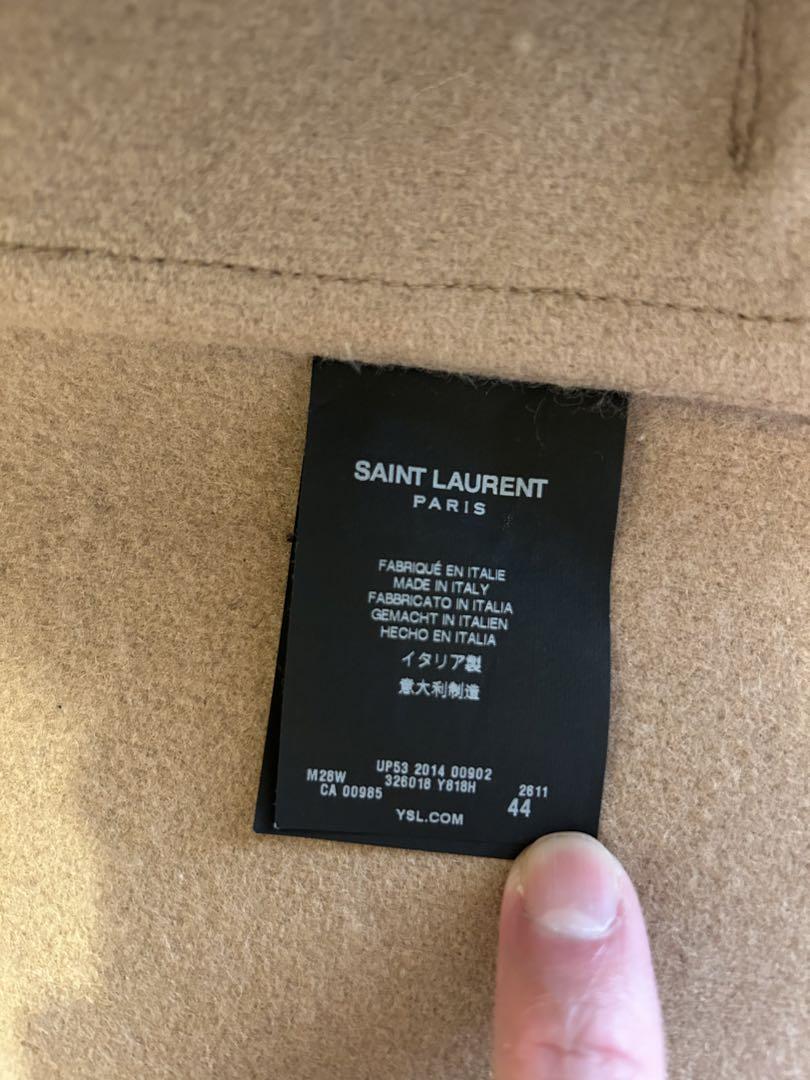 SAINT LAURENT
PARIS
FABRIQUÉ EN ITALIE
MADE IN ITALY
FABBRICATO IN ITALIA
GEMACHT IN ITALIEN
HECHO EN ITALIA
イタリア製
意大利制造
UP53 2014 00902
M26W 326018 Y818H 2611
CA 00985 44
YSL.COM